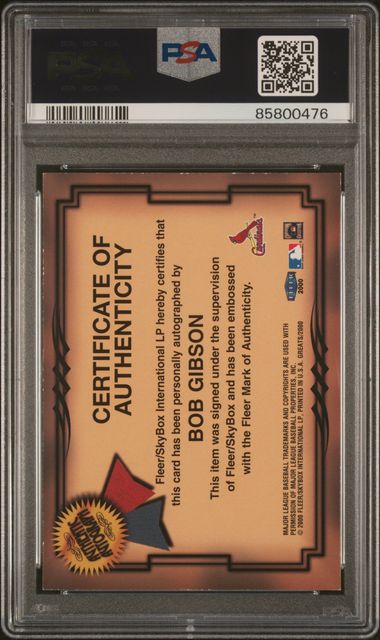 PSA
PSA
85800476
CERTIFICATE OF
AUTHENTICITY
Fleer/SkyBox International LP hereby certifies that
this card has been personally autographed by
BOB GIBSON
This item was signed under the supervision
of Fleer/SkyBox and has been embossed
with the Fleer Mark of Authenticity.
Cardinals
FLEER
2000
MAJOR LEAGUE BASEBALL TRADEMARKS AND COPYRIGHTS ARE USED WITH
PERMISSION OF MAJOR LEAGUE BASEBALL PROPERTIES, INC.
© 2000 FLEER/SKYBOX INTERNATIONAL LP. PRINTED IN U.S.A. GREATS/2000